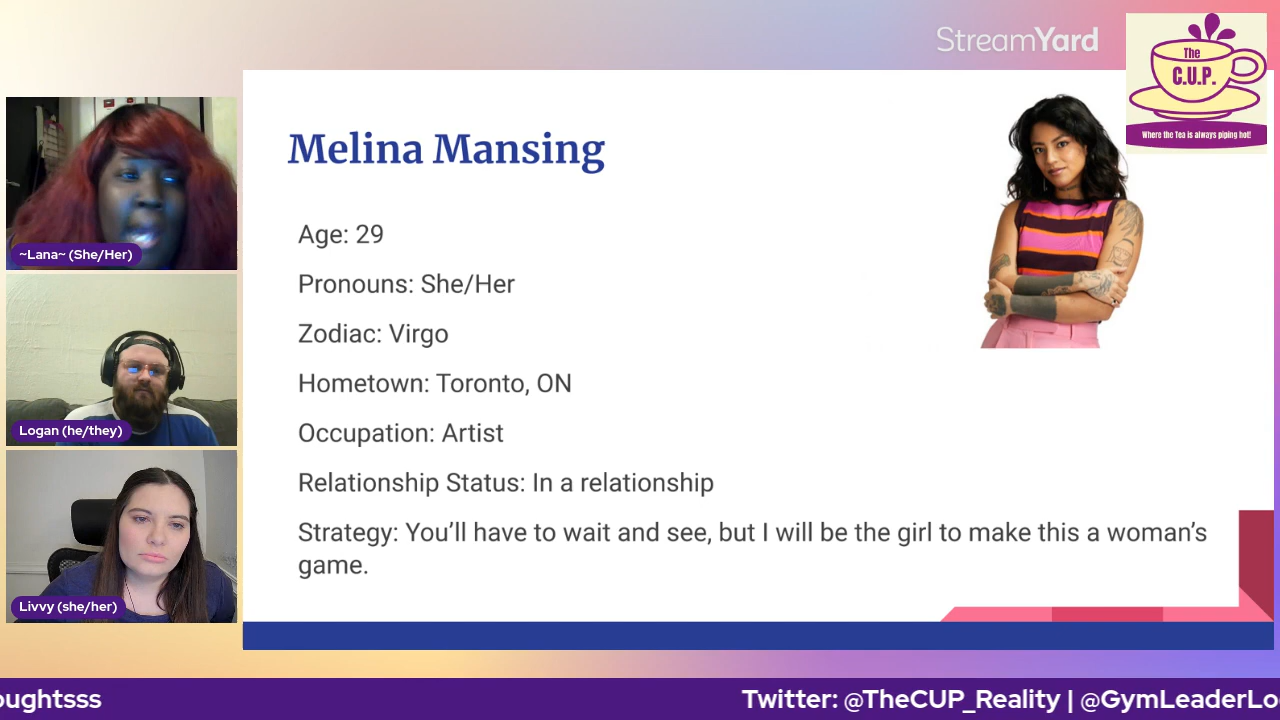 StreamYard
The
C.U.P.
Where the Tea is always piping hot!
Melina Mansing
Age: 29
Pronouns: She/Her
Zodiac: Virgo
Hometown: Toronto, ON
Occupation: Artist
Relationship Status: In a relationship
Strategy: You’ll have to wait and see, but I will be the girl to make this a woman’s
game.
~Lana~ (She/Her)
Logan (he/they)
Livvy (she/her)
oughtsss
Twitter: @TheCUP_Reality | @GymLeaderLo